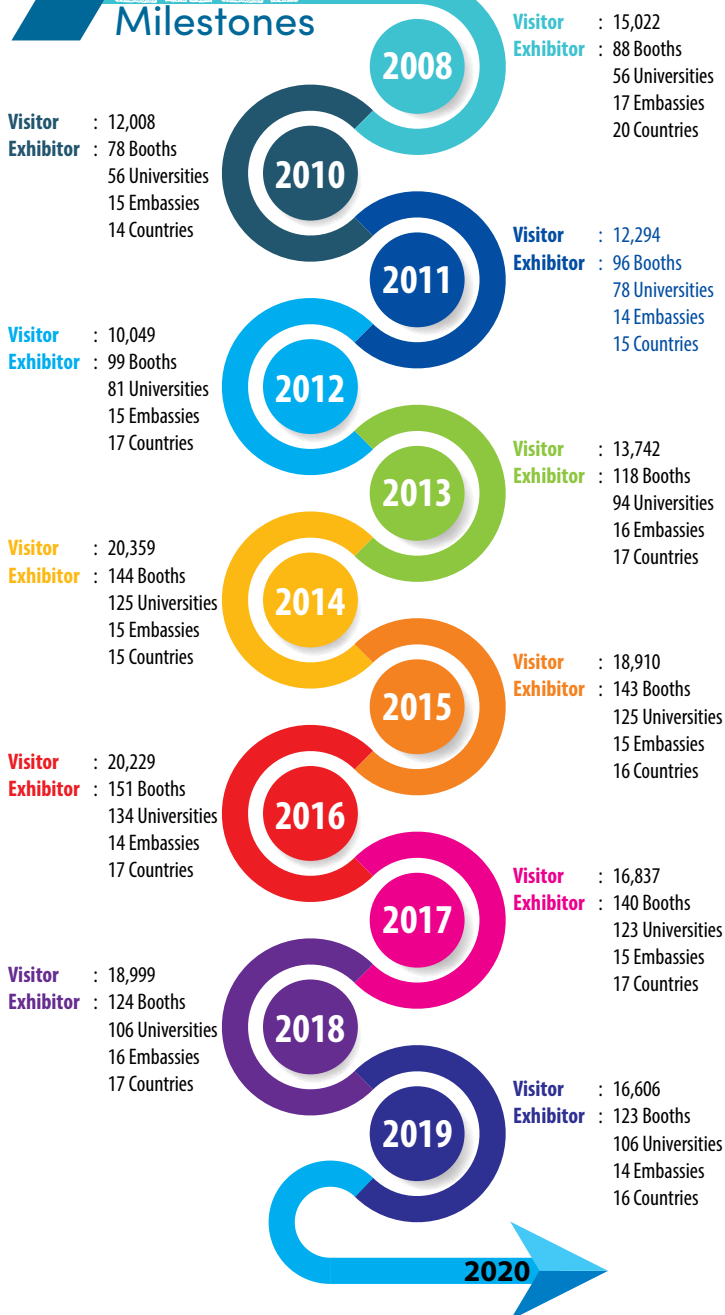 Milestones
2008
Visitor : 15,022
Exhibitor : 88 Booths
56 Universities
17 Embassies
20 Countries
Visitor : 12,008
Exhibitor : 78 Booths
56 Universities
15 Embassies
14 Countries
2010
2011
Visitor : 12,294
Exhibitor : 96 Booths
78 Universities
14 Embassies
15 Countries
Visitor : 10,049
Exhibitor : 99 Booths
81 Universities
15 Embassies
17 Countries
2012
2013
Visitor : 13,742
Exhibitor : 118 Booths
94 Universities
16 Embassies
17 Countries
Visitor : 20,359
Exhibitor : 144 Booths
125 Universities
15 Embassies
15 Countries
2014
2015
Visitor : 18,910
Exhibitor : 143 Booths
125 Universities
15 Embassies
16 Countries
Visitor : 20,229
Exhibitor : 151 Booths
134 Universities
14 Embassies
17 Countries
2016
2017
Visitor : 16,837
Exhibitor : 140 Booths
123 Universities
15 Embassies
17 Countries
Visitor : 18,999
Exhibitor : 124 Booths
106 Universities
16 Embassies
17 Countries
2018
2019
Visitor : 16,606
Exhibitor : 123 Booths
106 Universities
14 Embassies
16 Countries
2020